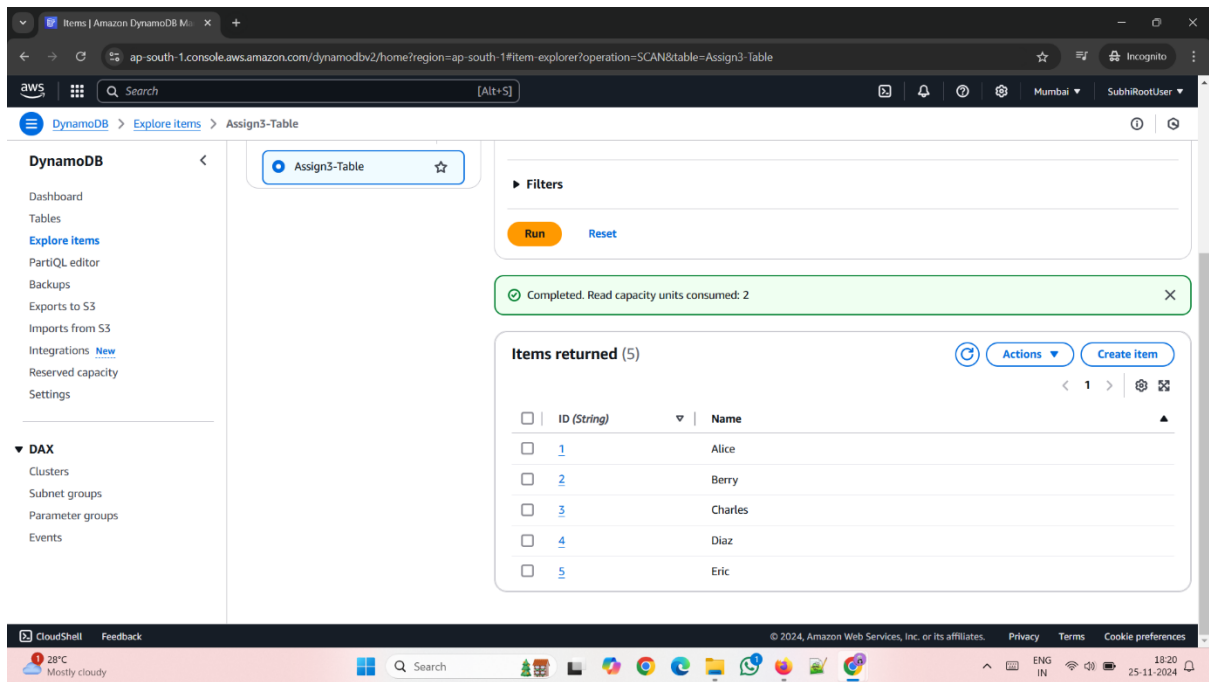 Items | Amazon DynamoDB Ma
ap-south-1.console.aws.amazon.com/dynamodbv2/home?region=ap-south-1#item-explorer?operation=SCAN&table=Assign3-Table
Incognito
aws
Search
[Alt+S]
Mumbai
SubhiRootUser
DynamoDB > Explore items > Assign3-Table
DynamoDB
Dashboard
Tables
Explore items
PartiQL editor
Backups
Exports to S3
Imports from S3
Integrations New
Reserved capacity
Settings
DAX
Clusters
Subnet groups
Parameter groups
Events
Assign3-Table
Filters
Run Reset
Completed. Read capacity units consumed: 2
Items returned (5)
Actions
Create item
1
ID (String) Name
1 Alice
2 Berry
3 Charles
4 Diaz
5 Eric
CloudShell Feedback
© 2024, Amazon Web Services, Inc. or its affiliates. Privacy Terms Cookie preferences
1
28°C
Mostly cloudy
Search
1
ENG
IN
18:20
25-11-2024